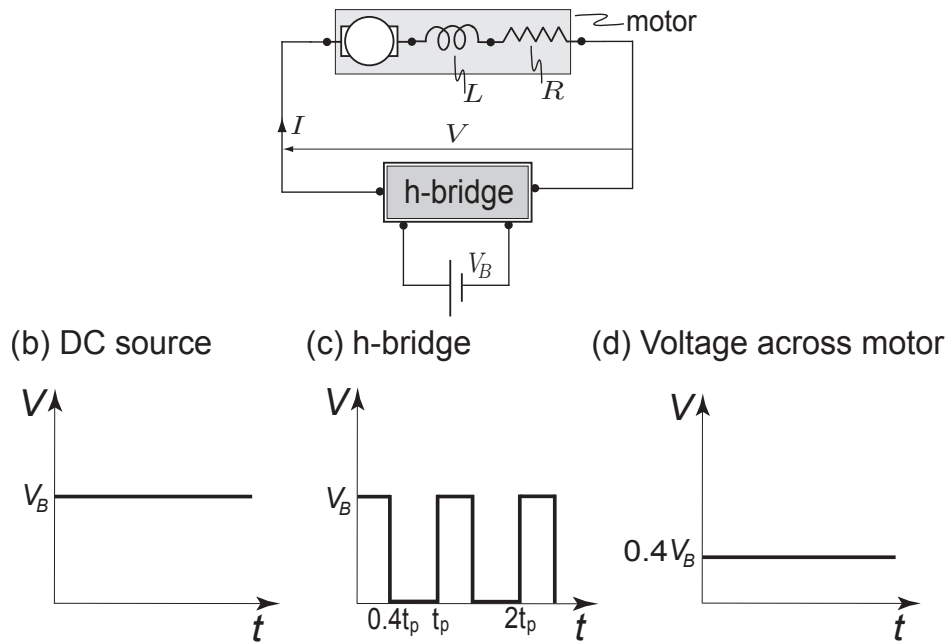 motor
L
R
I
V
h-bridge
V_B
(b) DC source
(c) h-bridge
(d) Voltage across motor
V
V_B
t
V
V_B
0.4t_p
t_p
2t_p
t
V
0.4V_B
t